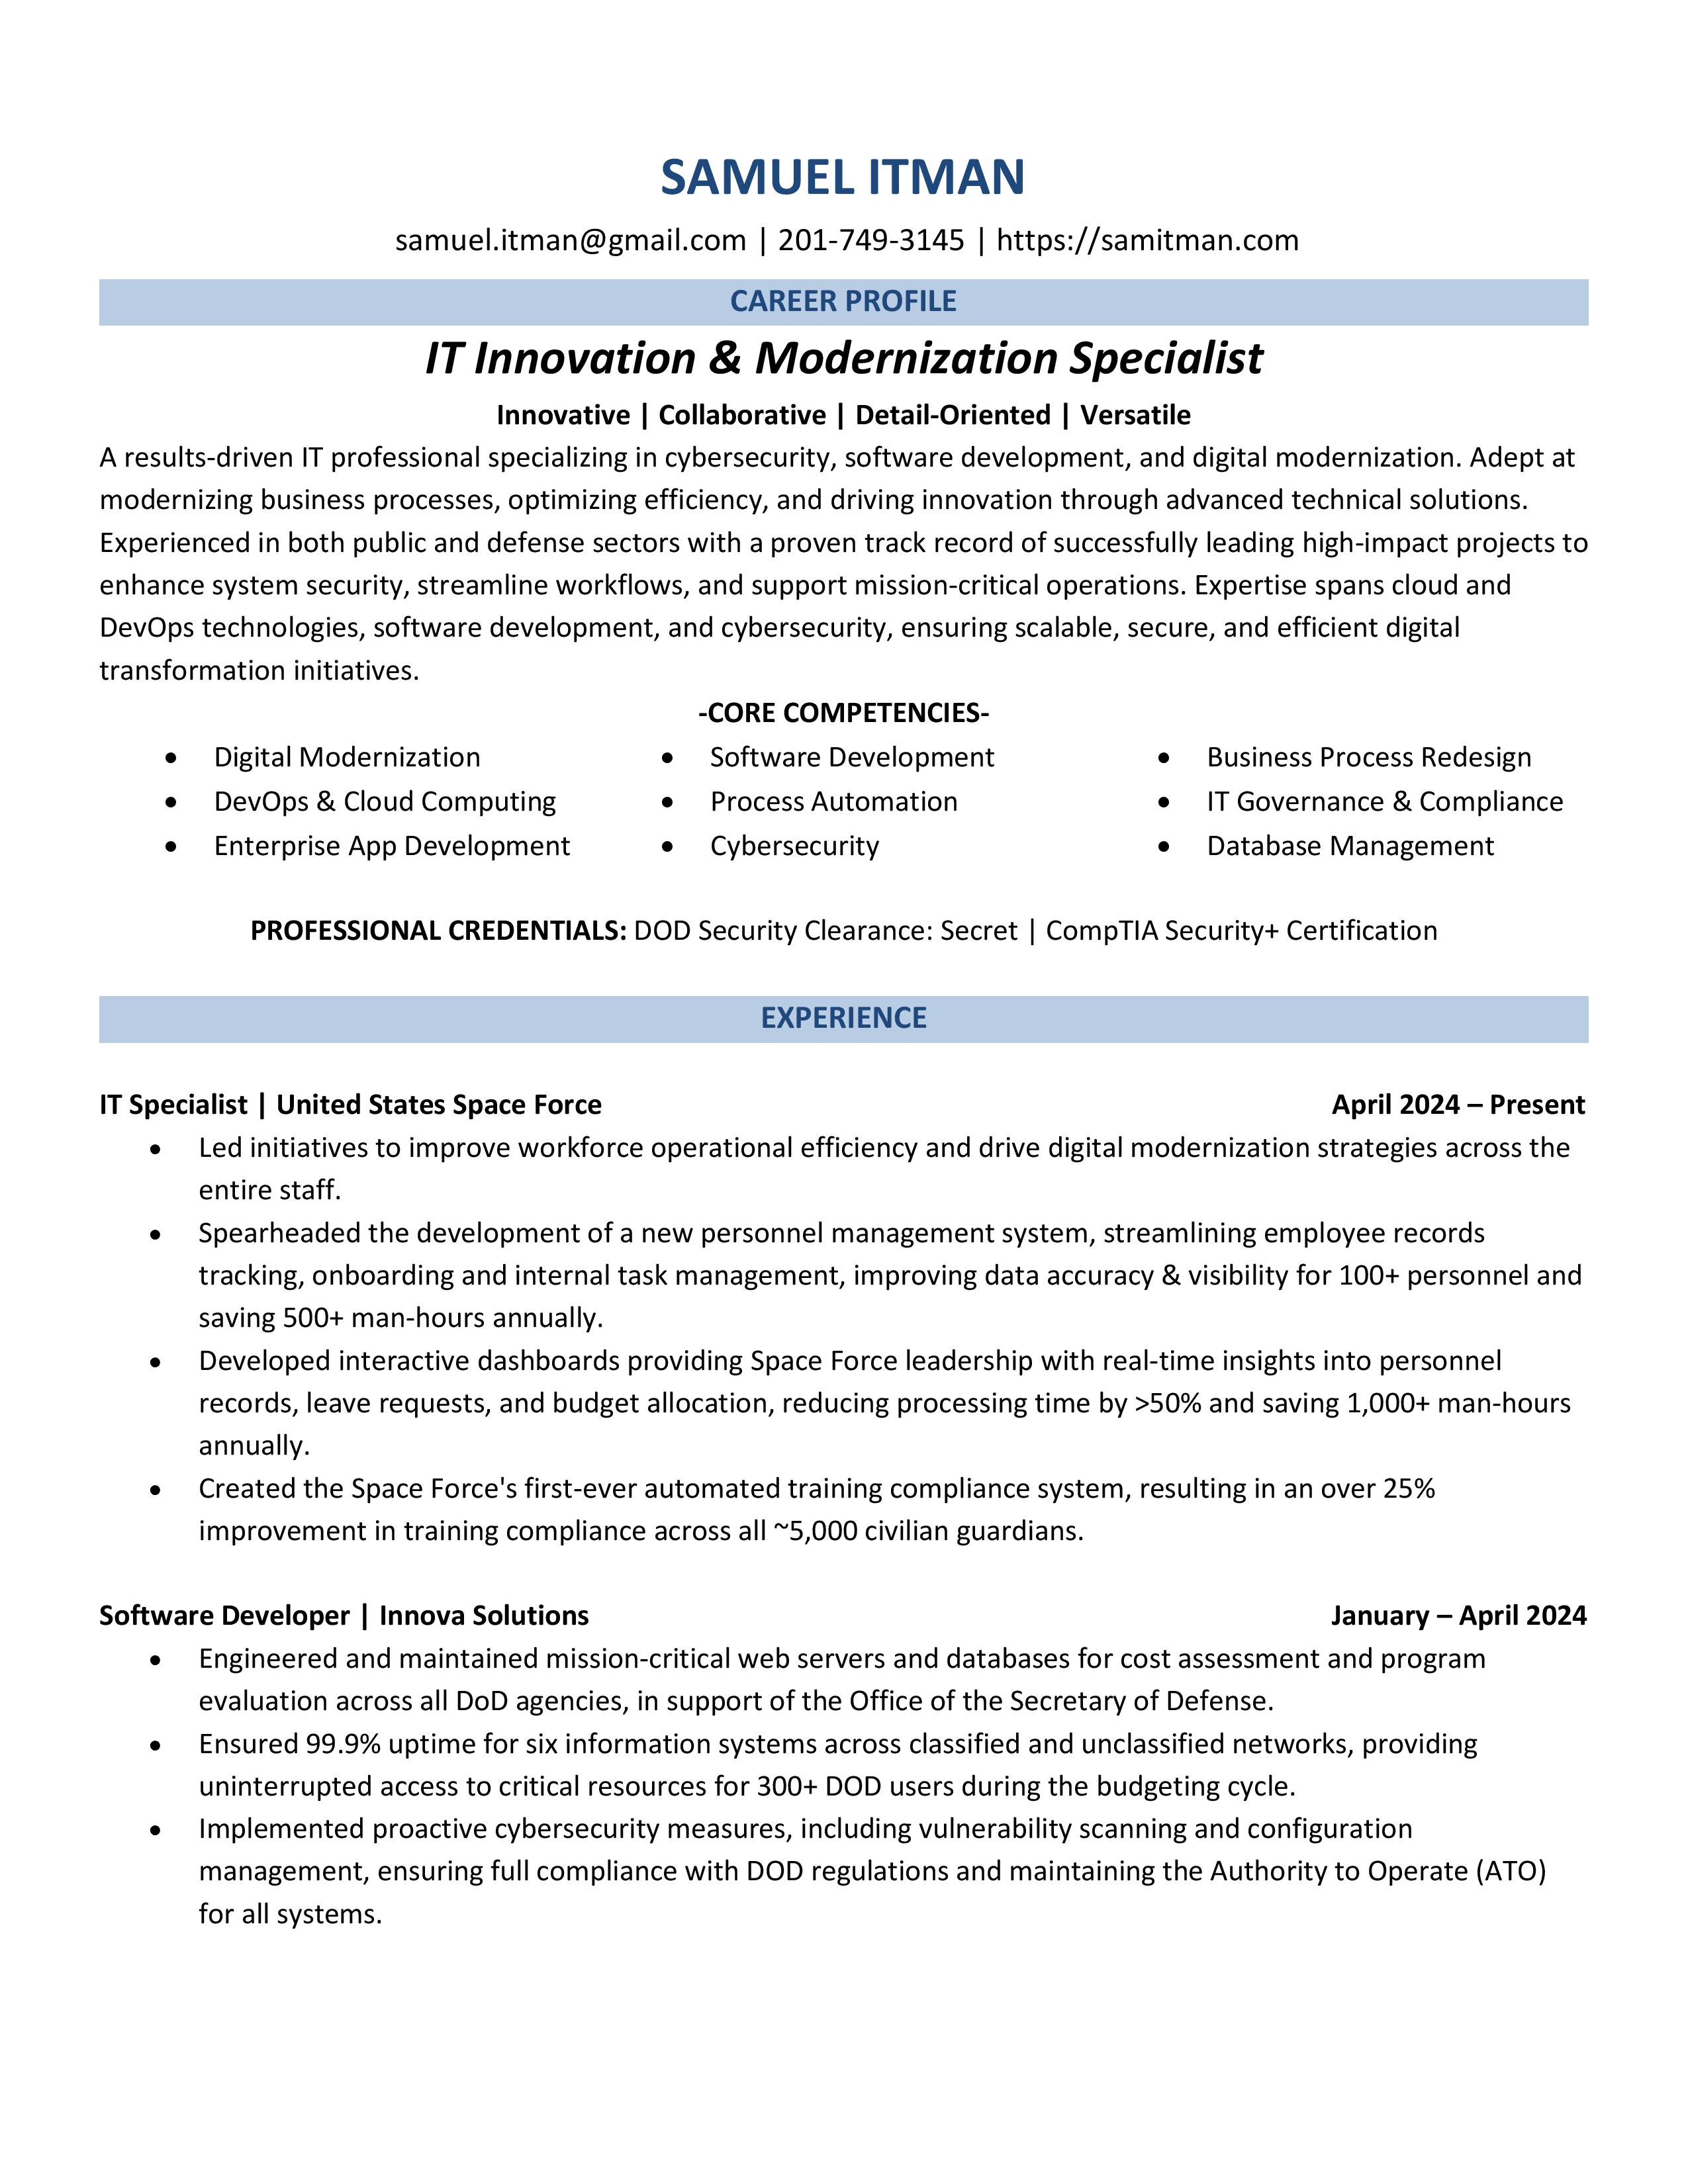 SAMUEL ITMAN
samuel.itman@gmail.com | 201-749-3145 | https://samitman.com
CAREER PROFILE
IT Innovation & Modernization Specialist
Innovative | Collaborative | Detail-Oriented | Versatile
A results-driven IT professional specializing in cybersecurity, software development, and digital modernization. Adept at
modernizing business processes, optimizing efficiency, and driving innovation through advanced technical solutions.
Experienced in both public and defense sectors with a proven track record of successfully leading high-impact projects to
enhance system security, streamline workflows, and support mission-critical operations. Expertise spans cloud and
DevOps technologies, software development, and cybersecurity, ensuring scalable, secure, and efficient digital
transformation initiatives.
-CORE COMPETENCIES-
• Digital Modernization • Software Development • Business Process Redesign
• DevOps & Cloud Computing • Process Automation • IT Governance & Compliance
• Enterprise App Development • Cybersecurity • Database Management
PROFESSIONAL CREDENTIALS: DOD Security Clearance: Secret | CompTIA Security+ Certification
EXPERIENCE
IT Specialist | United States Space Force April 2024 – Present
• Led initiatives to improve workforce operational efficiency and drive digital modernization strategies across the
entire staff.
• Spearheaded the development of a new personnel management system, streamlining employee records
tracking, onboarding and internal task management, improving data accuracy & visibility for 100+ personnel and
saving 500+ man-hours annually.
• Developed interactive dashboards providing Space Force leadership with real-time insights into personnel
records, leave requests, and budget allocation, reducing processing time by >50% and saving 1,000+ man-hours
annually.
• Created the Space Force's first-ever automated training compliance system, resulting in an over 25%
improvement in training compliance across all ~5,000 civilian guardians.
Software Developer | Innova Solutions January – April 2024
• Engineered and maintained mission-critical web servers and databases for cost assessment and program
evaluation across all DoD agencies, in support of the Office of the Secretary of Defense.
• Ensured 99.9% uptime for six information systems across classified and unclassified networks, providing
uninterrupted access to critical resources for 300+ DOD users during the budgeting cycle.
• Implemented proactive cybersecurity measures, including vulnerability scanning and configuration
management, ensuring full compliance with DOD regulations and maintaining the Authority to Operate (ATO)
for all systems.